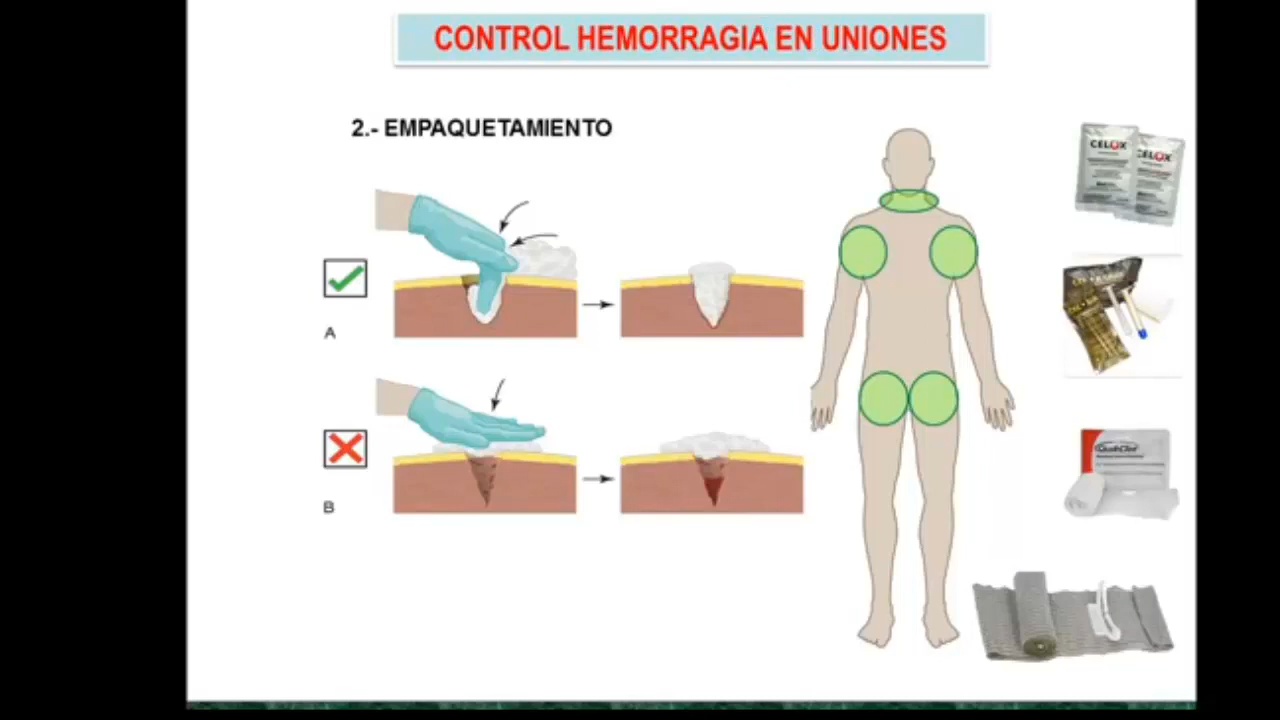 CONTROL HEMORRAGIA EN UNIONES
2.- EMPAQUETAMIENTO
CELOX
CELOX
A
QuikClot
B